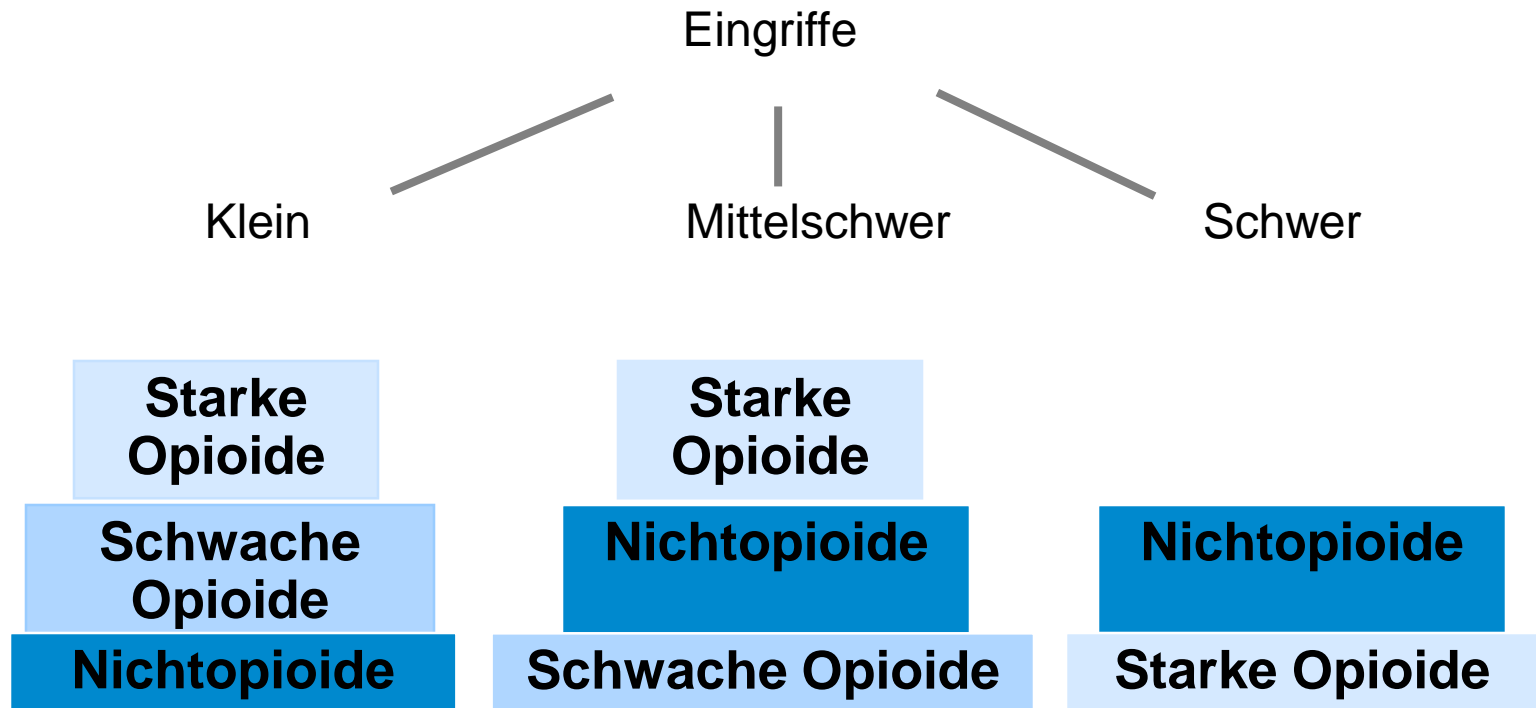 Eingriffe
Klein
Mittelschwer
Schwer
Starke
Opioide
Schwache
Opioide
Nichtopioide
Starke
Opioide
Nichtopioide
Schwache Opioide
Nichtopioide
Starke Opioide